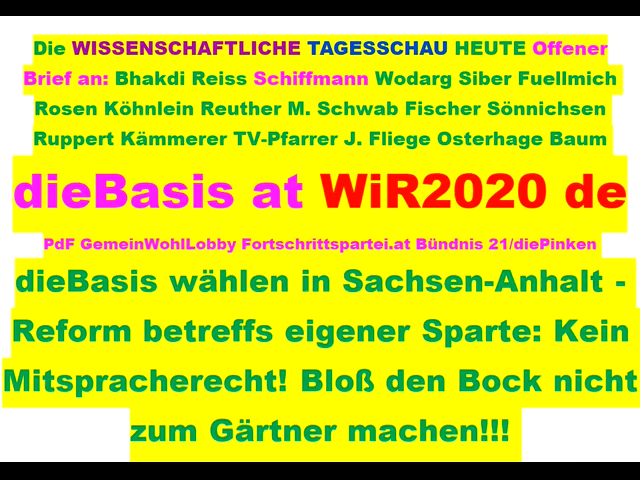 Die WISSENSCHAFTLICHE TAGESSCHAU HEUTE Offener
Brief an: Bhakdi Reiss Schiffmann Wodarg Siber Fuellmich
Rosen Köhnlein Reuther M. Schwab Fischer Sönnichsen
Ruppert Kämmerer TV-Pfarrer J. Fliege Osterhage Baum
dieBasis at WiR2020 de
PdF GemeinWohlLobby Fortschrittspartei.at Bündnis 21/diePinken
dieBasis wählen in Sachsen-Anhalt -
Reform betreffs eigener Sparte: Kein
Mitspracherecht! Bloß den Bock nicht
zum Gärtner machen!!!